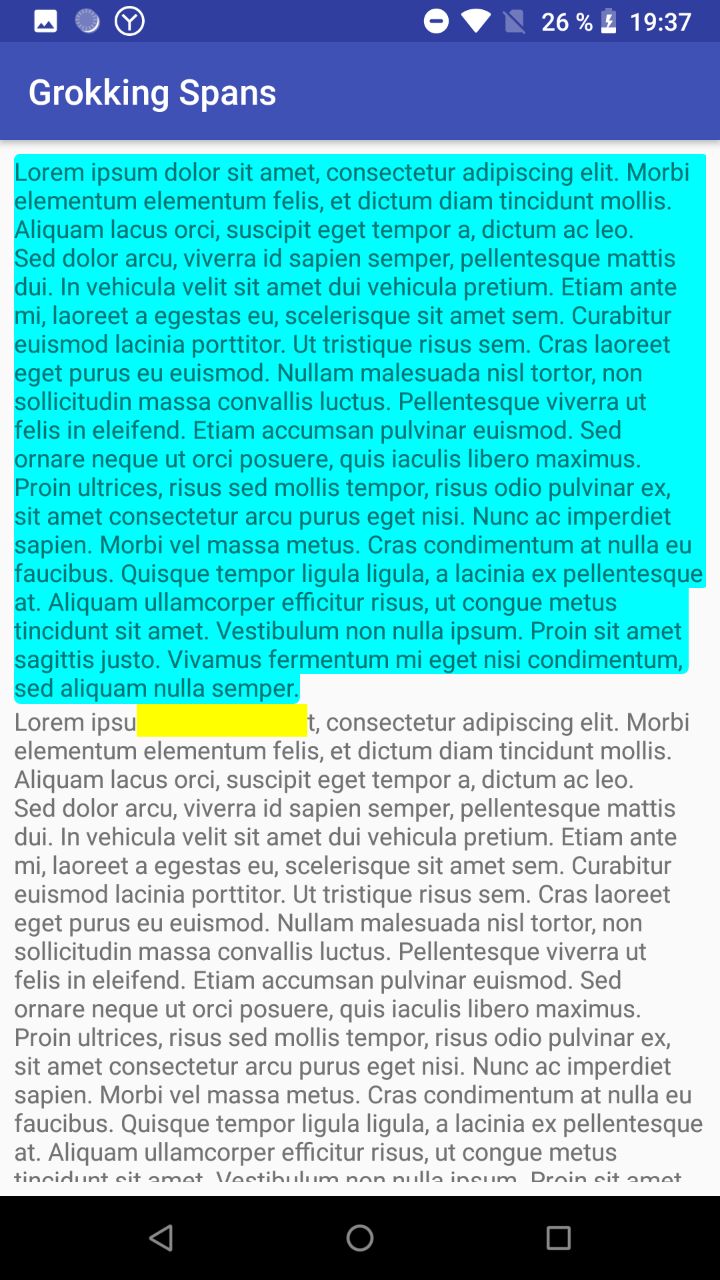 26 % 19:37
Grokking Spans
Lorem ipsum dolor sit amet, consectetur adipiscing elit. Morbi
elementum elementum felis, et dictum diam tincidunt mollis.
Aliquam lacus orci, suscipit eget tempor a, dictum ac leo.
Sed dolor arcu, viverra id sapien semper, pellentesque mattis
dui. In vehicula velit sit amet dui vehicula pretium. Etiam ante
mi, laoreet a egestas eu, scelerisque sit amet sem. Curabitur
euismod lacinia porttitor. Ut tristique risus sem. Cras laoreet
eget purus eu euismod. Nullam malesuada nisl tortor, non
sollicitudin massa convallis luctus. Pellentesque viverra ut
felis in eleifend. Etiam accumsan pulvinar euismod. Sed
ornare neque ut orci posuere, quis iaculis libero maximus.
Proin ultrices, risus sed mollis tempor, risus odio pulvinar ex,
sit amet consectetur arcu purus eget nisi. Nunc ac imperdiet
sapien. Morbi vel massa metus. Cras condimentum at nulla eu
faucibus. Quisque tempor ligula ligula, a lacinia ex pellentesque
at. Aliquam ullamcorper efficitur risus, ut congue metus
tincidunt sit amet. Vestibulum non nulla ipsum. Proin sit amet
sagittis justo. Vivamus fermentum mi eget nisi condimentum,
sed aliquam nulla semper.
Lorem ipsu t, consectetur adipiscing elit. Morbi
elementum elementum felis, et dictum diam tincidunt mollis.
Aliquam lacus orci, suscipit eget tempor a, dictum ac leo.
Sed dolor arcu, viverra id sapien semper, pellentesque mattis
dui. In vehicula velit sit amet dui vehicula pretium. Etiam ante
mi, laoreet a egestas eu, scelerisque sit amet sem. Curabitur
euismod lacinia porttitor. Ut tristique risus sem. Cras laoreet
eget purus eu euismod. Nullam malesuada nisl tortor, non
sollicitudin massa convallis luctus. Pellentesque viverra ut
felis in eleifend. Etiam accumsan pulvinar euismod. Sed
ornare neque ut orci posuere, quis iaculis libero maximus.
Proin ultrices, risus sed mollis tempor, risus odio pulvinar ex,
sit amet consectetur arcu purus eget nisi. Nunc ac imperdiet
sapien. Morbi vel massa metus. Cras condimentum at nulla eu
faucibus. Quisque tempor ligula ligula, a lacinia ex pellentesque
at. Aliquam ullamcorper efficitur risus, ut congue metus
tincidunt sit amet. Vestibulum non nulla ipsum. Proin sit amet